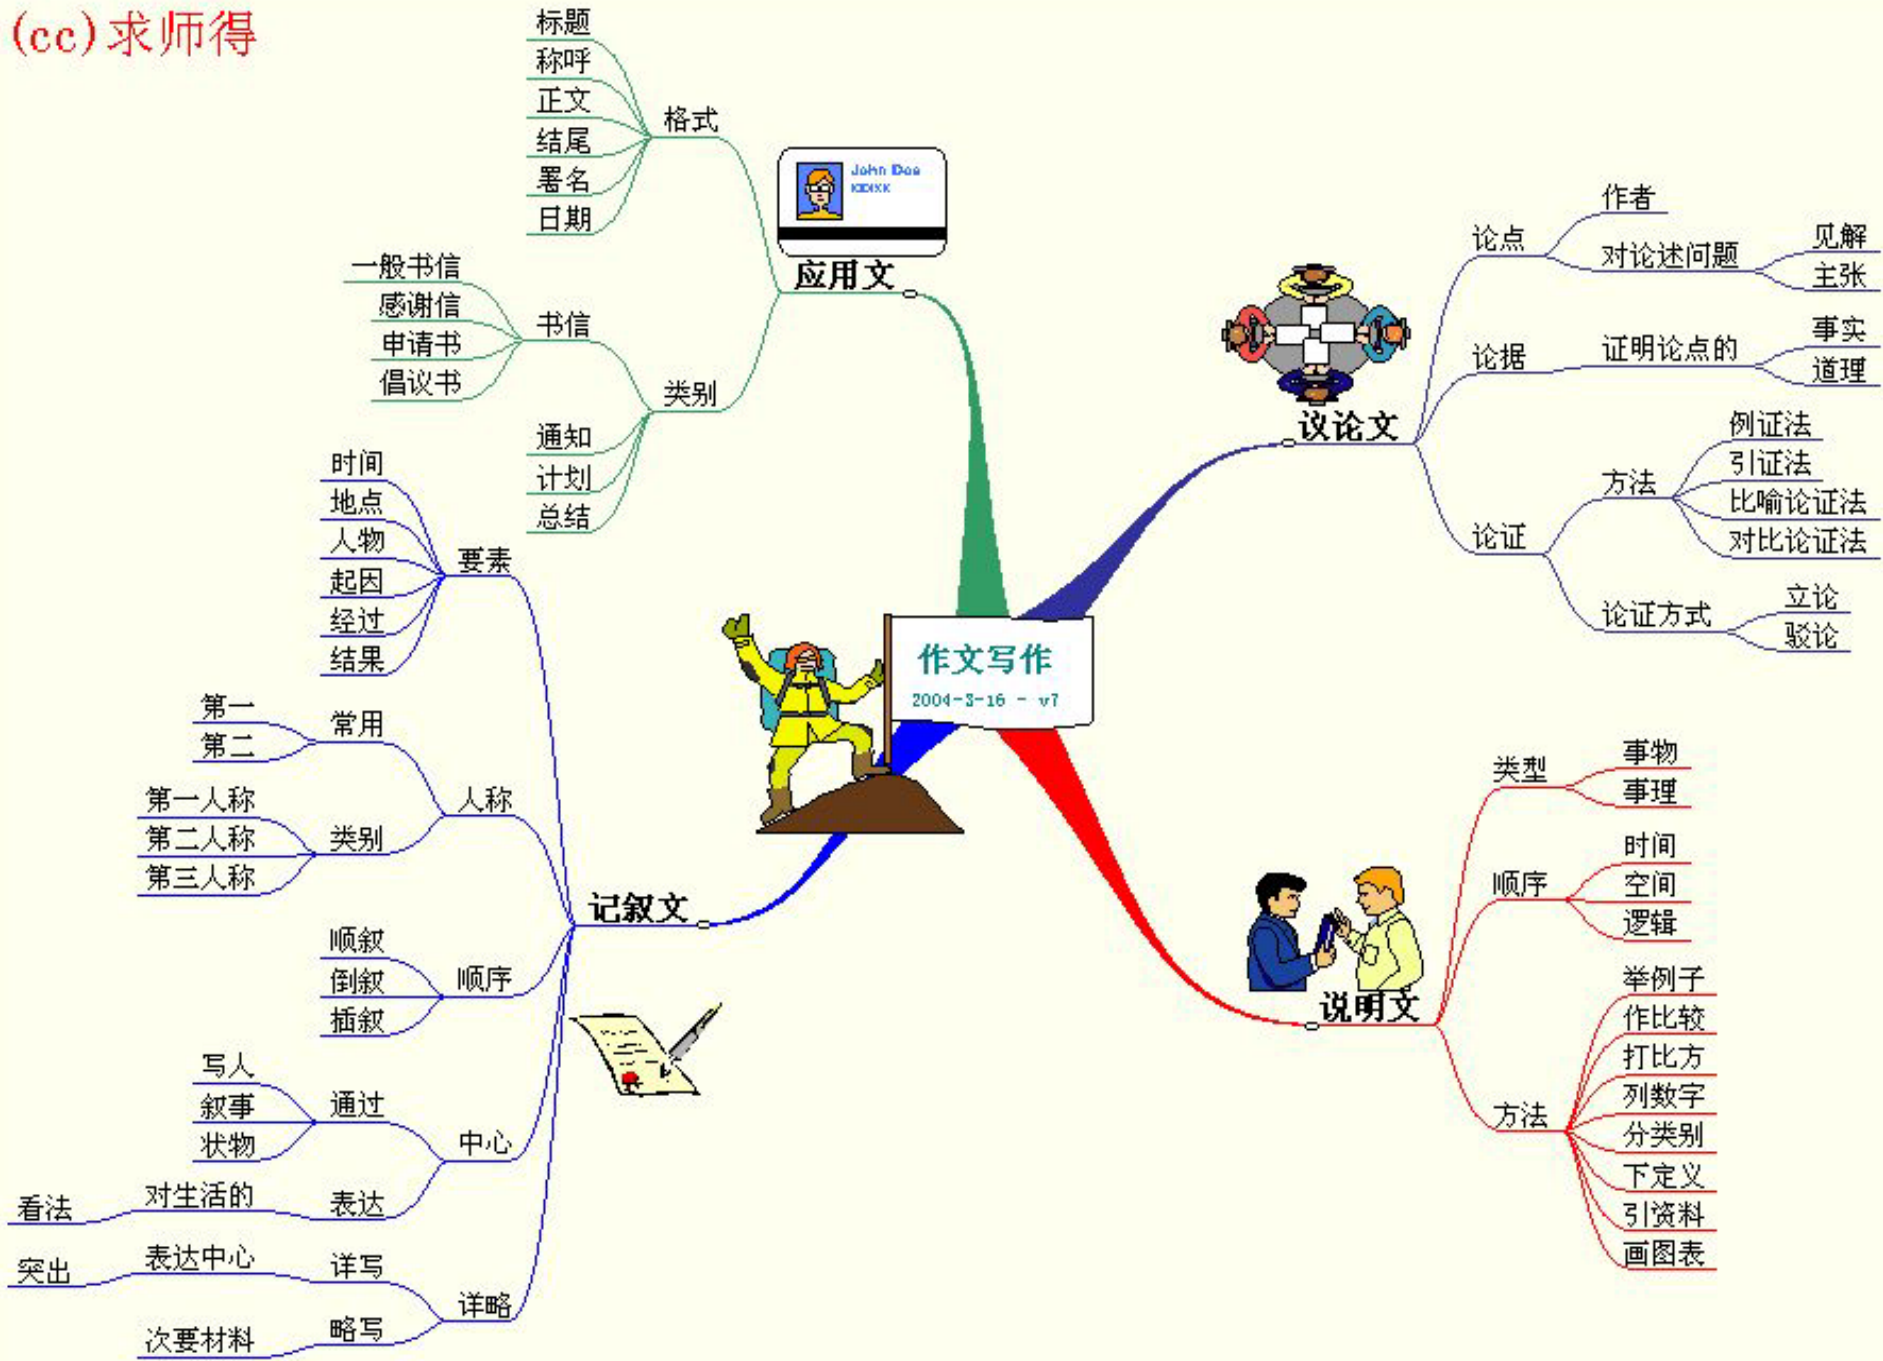 (cc)求师得
作文写作
2004-3-16 - v7
应用文
John Doe
格式
标题
称呼
正文
结尾
署名
日期
类别
书信
一般书信
感谢信
申请书
倡议书
通知
计划
总结
议论文
论点
作者
对论述问题
见解
主张
论据
证明论点的
事实
道理
论证
方法
例证法
引证法
比喻论证法
对比论证法
论证方式
立论
驳论
记叙文
要素
时间
地点
人物
起因
经过
结果
人称
常用
第一
第二
类别
第一人称
第二人称
第三人称
顺序
顺叙
倒叙
插叙
中心
通过
写人
叙事
状物
表达
对生活的
看法
详略
详写
表达中心
突出
略写
次要材料
说明文
类型
事物
事理
顺序
时间
空间
逻辑
方法
举例子
作比较
打比方
列数字
分类别
下定义
引资料
画图表